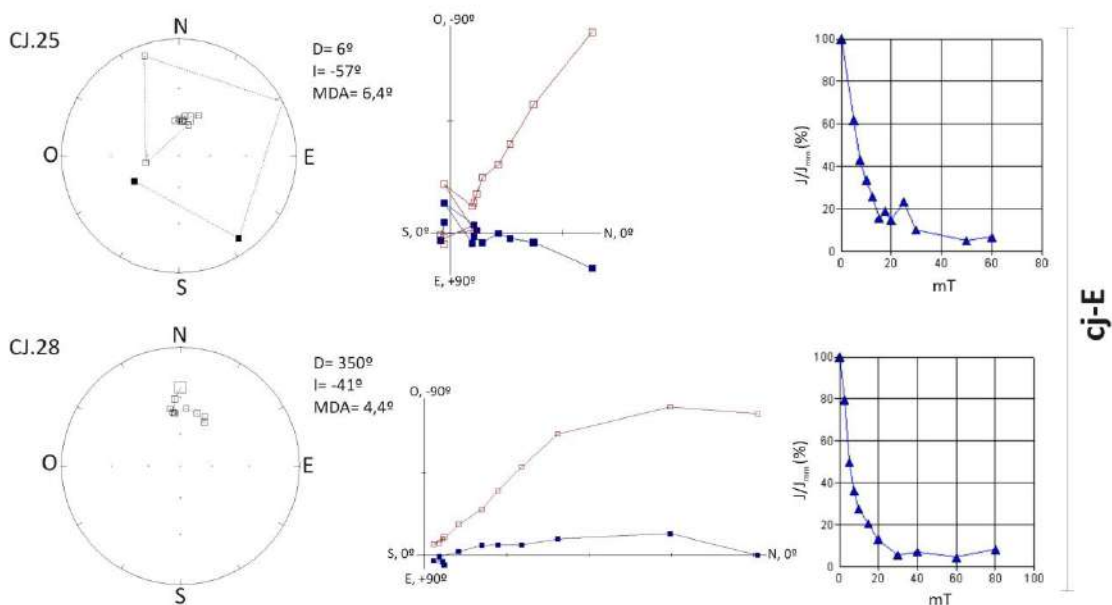 CJ.25
N
O
E
S
D= 6º
I= -57º
MDA= 6,4º
O, -90º
S, 0º
N, 0º
E, +90º
100
80
60
40
20
0
J/Jnrm (%)
0 20 40 60 80
mT
CJ.28
N
O
E
S
D= 350º
I= -41º
MDA= 4,4º
O, -90º
S, 0º
N, 0º
E, +90º
100
80
60
40
20
0
J/Jnrm (%)
0 20 40 60 80 100
mT
cj-E